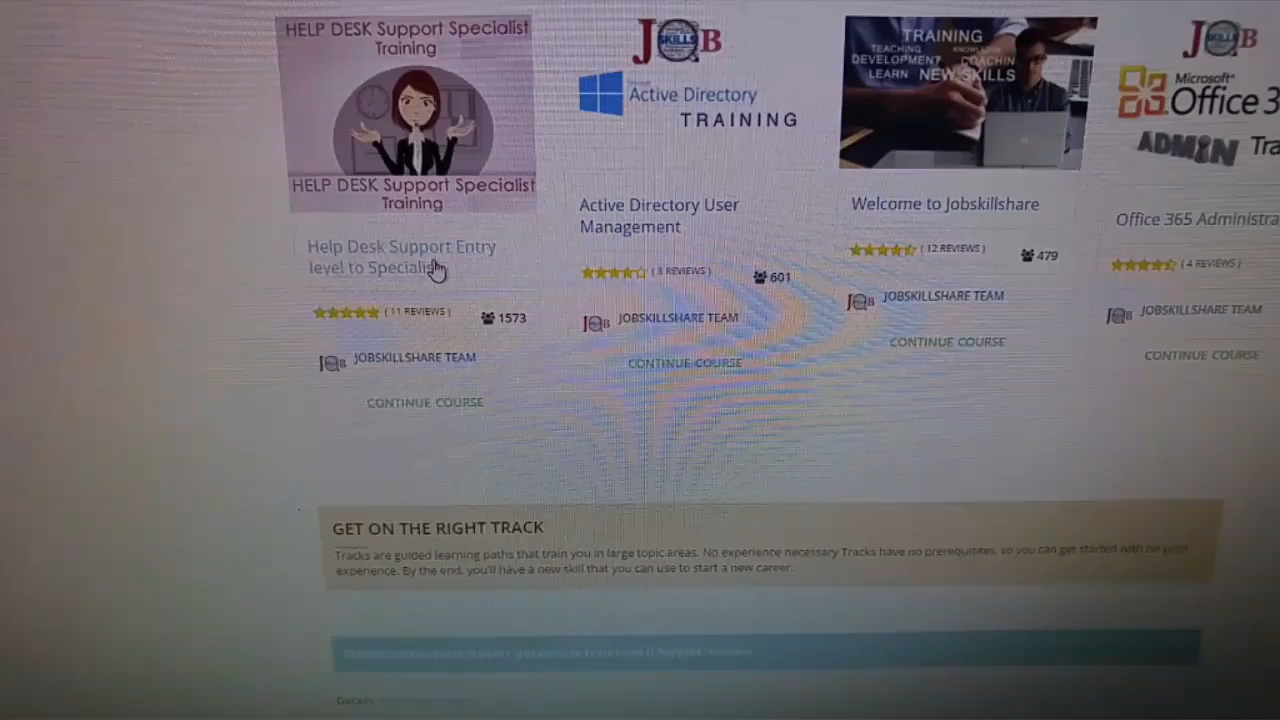 HELP DESK Support Specialist
Training
HELP DESK Support Specialist
Training
Help Desk Support Entry
level to Specialist
( 11 REVIEWS )
1573
JOBSKILLSHARE TEAM
CONTINUE COURSE
JOB
SKILLS
Active Directory
TRAINING
Active Directory User
Management
( 3 REVIEWS )
601
JOB
JOBSKILLSHARE TEAM
CONTINUE COURSE
TRAINING
TEACHING
DEVELOPMENT
COACHIN
LEARN NEW SKILLS
Welcome to Jobskillshare
( 12 REVIEWS )
479
JOB
JOBSKILLSHARE TEAM
CONTINUE COURSE
JOB
SKILLS
Microsoft
Office 3
ADMIN Tra
Office 365 Administra
( 4 REVIEWS )
JOB
JOBSKILLSHARE TEAM
CONTINUE COURSE
GET ON THE RIGHT TRACK
Tracks are guided learning paths that train you in large topic areas. No experience necessary Tracks have no prerequisites, so you can get started with no prior
experience. By the end, you'll have a new skill that you can use to start a new career.
Details